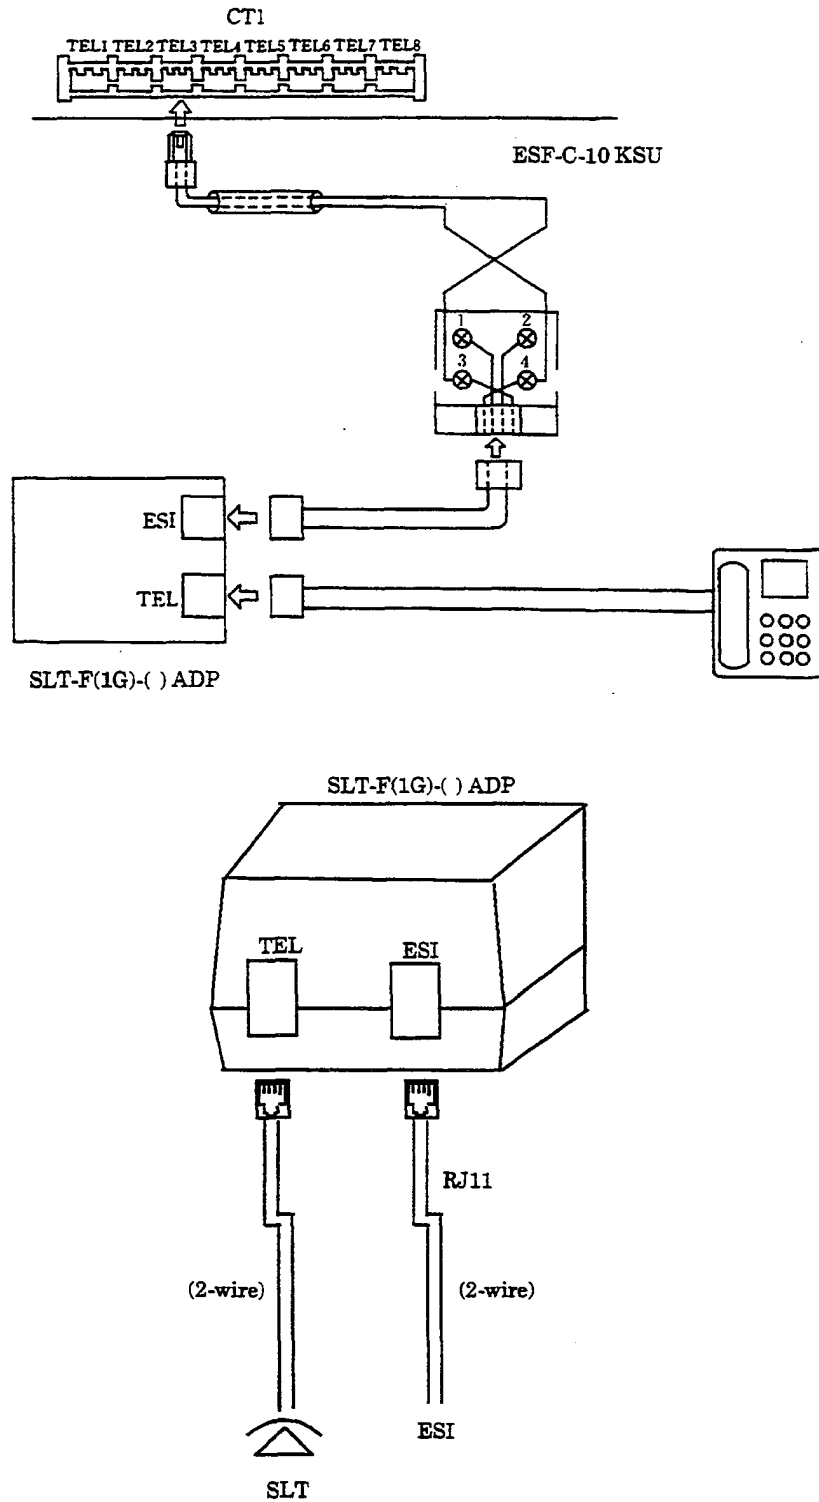 CT1
TEL1 TEL2 TEL3 TEL4 TEL5 TEL6 TEL7 TEL8
ESF-C-10 KSU
1 2
3 4
ESI
TEL
SLT-F(1G)-( ) ADP
SLT-F(1G)-( ) ADP
TEL ESI
RJ11
(2-wire) (2-wire)
ESI
SLT